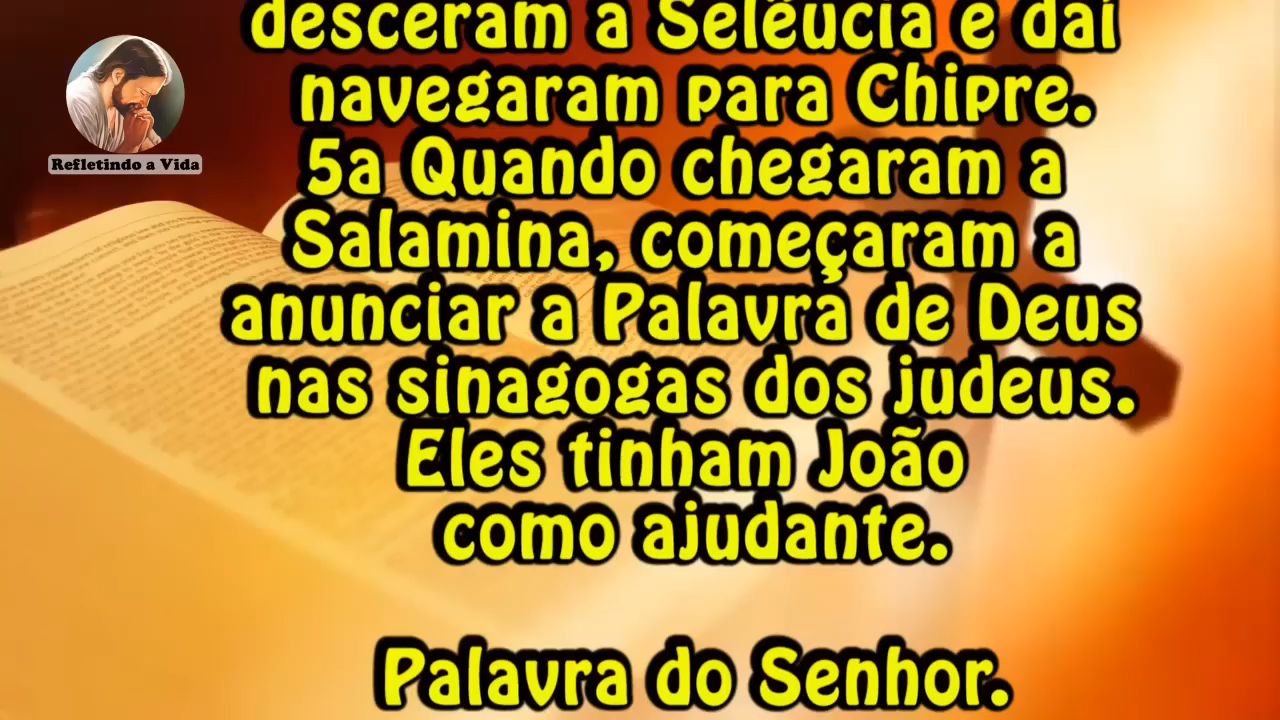 desceram a Selêucia e daí
navegaram para Chipre.
5a Quando chegaram a
Salamina, começaram a
anunciar a Palavra de Deus
nas sinagogas dos judeus.
Eles tinham João
como ajudante.
Palavra do Senhor.
Refletindo a Vida